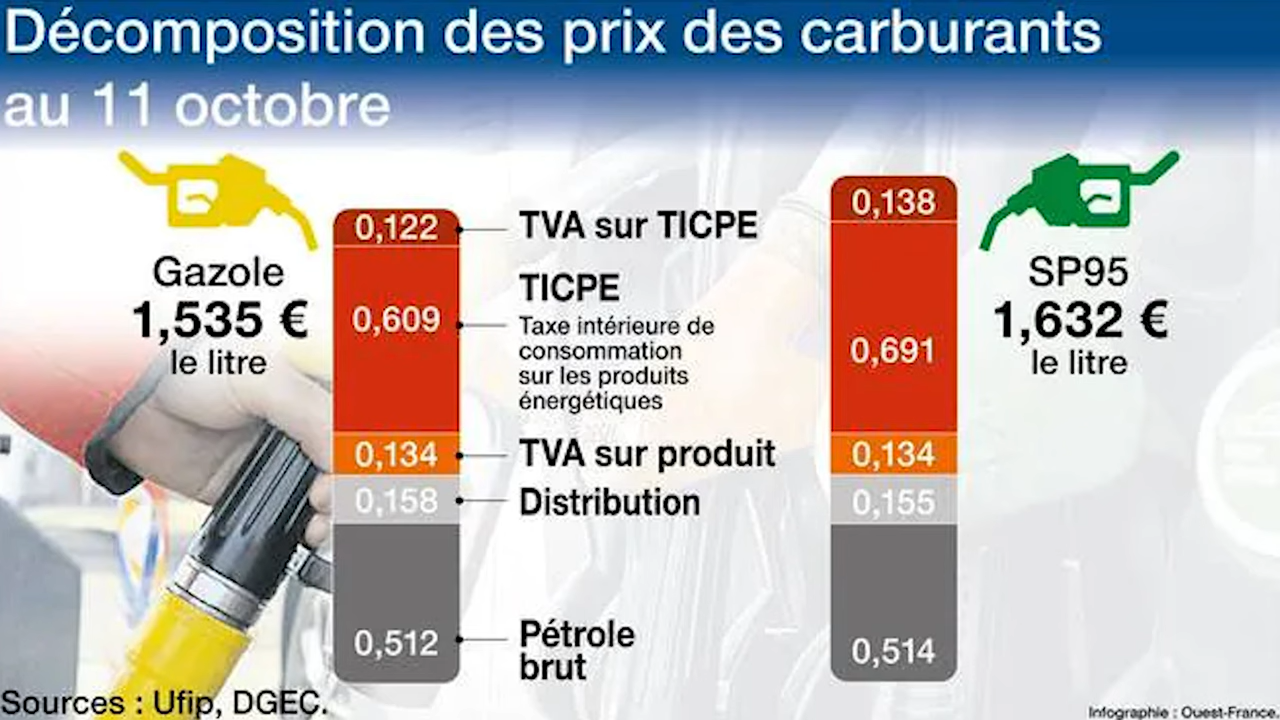 Décomposition des prix des carburants
au 11 octobre
Gazole
1,535 €
le litre
0,122
0,609
0,134
0,158
0,512
TVA sur TICPE
TICPE
Taxe intérieure de
consommation
sur les produits
énergétiques
TVA sur produit
Distribution
Pétrole
brut
0,138
0,691
0,134
0,155
0,514
SP95
1,632 €
le litre
Sources : Ufip, DGEC.
Infographie : Ouest-France.